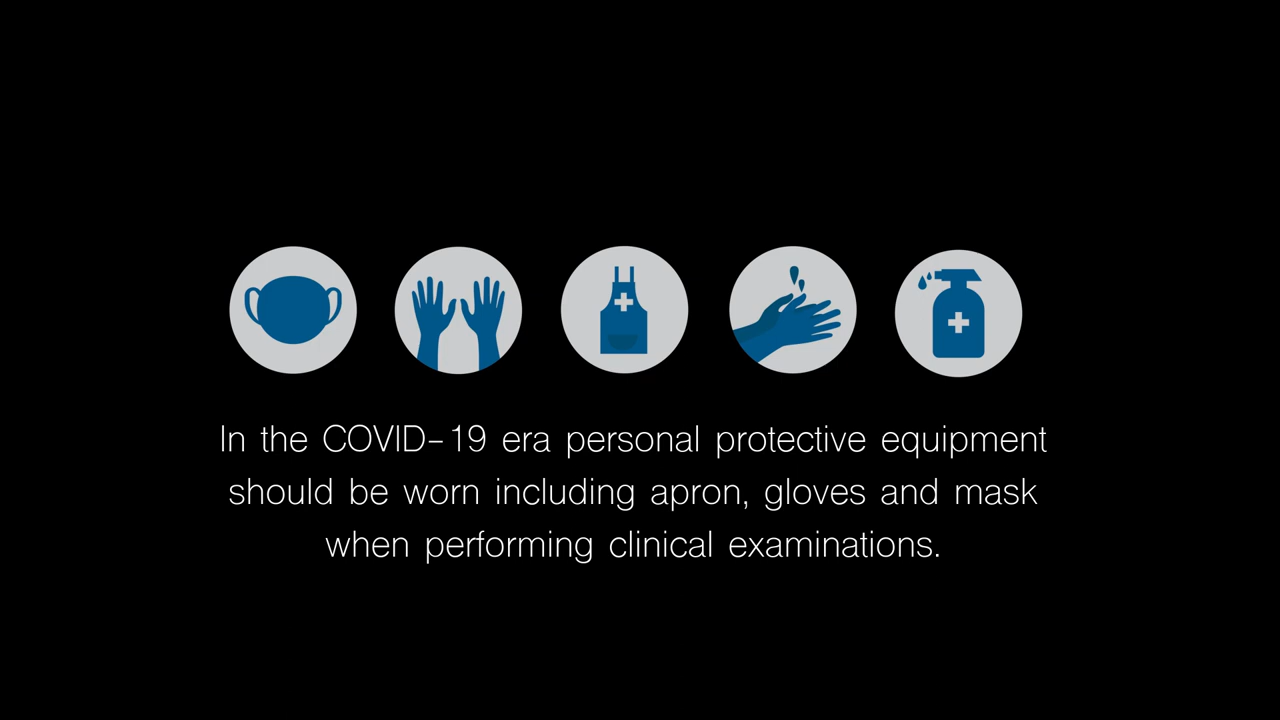 In the COVID-19 era personal protective equipment
should be worn including apron, gloves and mask
when performing clinical examinations.